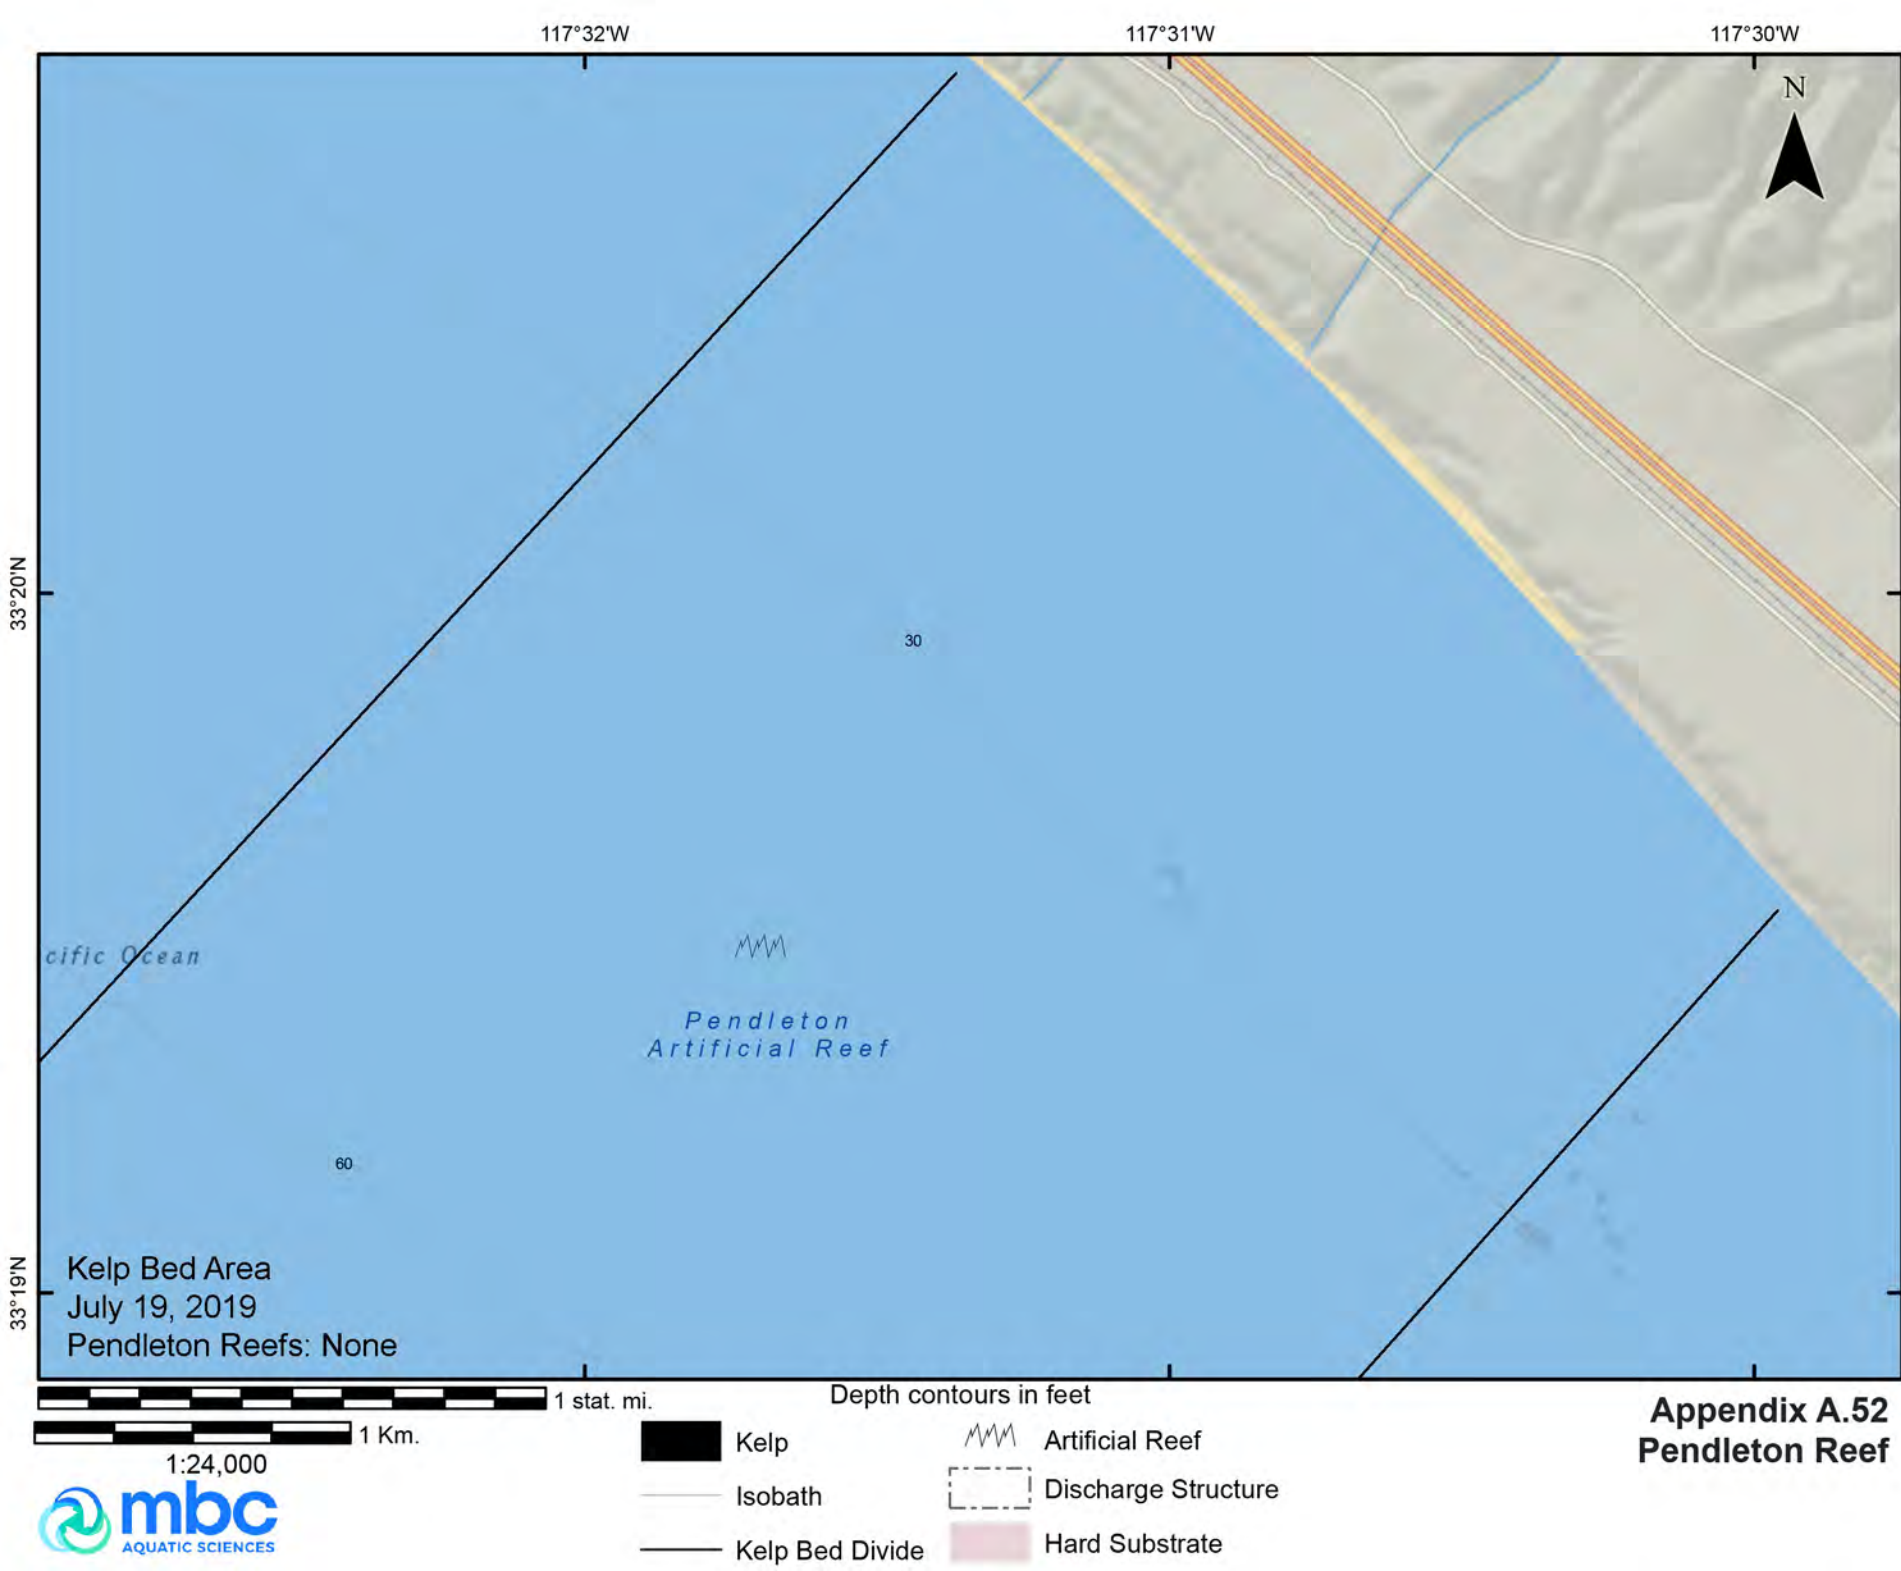 117°32'W
117°31'W
117°30'W
N
33°20'N
30
cific Ocean
Pendleton
Artificial Reef
60
33°19'N
Kelp Bed Area
July 19, 2019
Pendleton Reefs: None
1 stat. mi.
1 Km.
1:24,000
mbc
AQUATIC SCIENCES
Depth contours in feet
Kelp
Isobath
Kelp Bed Divide
Artificial Reef
Discharge Structure
Hard Substrate
Appendix A.52
Pendleton Reef